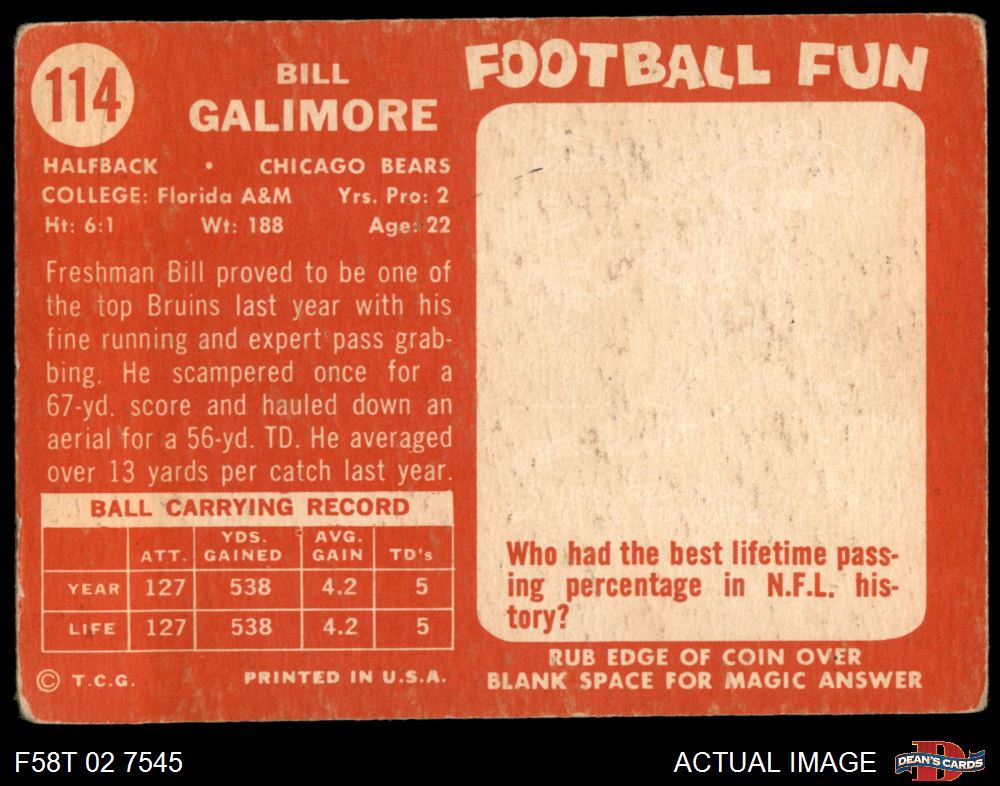 114
BILL
GALIMORE
HALFBACK • CHICAGO BEARS
COLLEGE: Florida A&M Yrs. Pro: 2
Ht: 6:1 Wt: 188 Age: 22
Freshman Bill proved to be one of
the top Bruins last year with his
fine running and expert pass grab-
bing. He scampered once for a
67-yd. score and hauled down an
aerial for a 56-yd. TD. He averaged
over 13 yards per catch last year.
BALL CARRYING RECORD
ATT. YDS. GAINED AVG. GAIN TD's
YEAR 127 538 4.2 5
LIFE 127 538 4.2 5
© T.C.G. PRINTED IN U.S.A.
FOOTBALL FUN
Who had the best lifetime pass-
ing percentage in N.F.L. his-
tory?
RUB EDGE OF COIN OVER
BLANK SPACE FOR MAGIC ANSWER
F58T 02 7545 ACTUAL IMAGE
D
DEAN'S CARDS